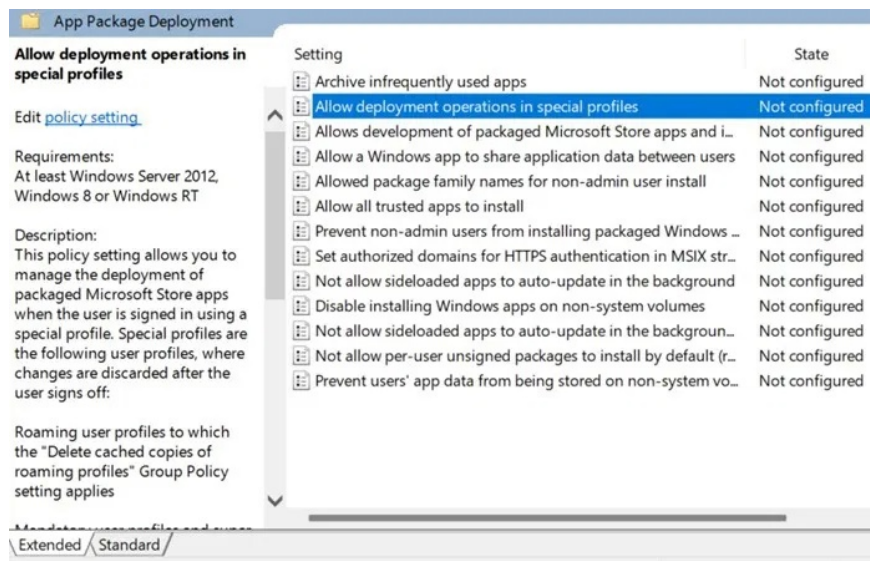 App Package Deployment
Allow deployment operations in
special profiles
Edit policy setting
Requirements:
At least Windows Server 2012,
Windows 8 or Windows RT
Description:
This policy setting allows you to
manage the deployment of
packaged Microsoft Store apps
when the user is signed in using a
special profile. Special profiles are
the following user profiles, where
changes are discarded after the
user signs off:
Roaming user profiles to which
the "Delete cached copies of
roaming profiles" Group Policy
setting applies
Mandatory user profiles and super
Setting State
Archive infrequently used apps Not configured
Allow deployment operations in special profiles Not configured
Allows development of packaged Microsoft Store apps and i... Not configured
Allow a Windows app to share application data between users Not configured
Allowed package family names for non-admin user install Not configured
Allow all trusted apps to install Not configured
Prevent non-admin users from installing packaged Windows ... Not configured
Set authorized domains for HTTPS authentication in MSIX str... Not configured
Not allow sideloaded apps to auto-update in the background Not configured
Disable installing Windows apps on non-system volumes Not configured
Not allow sideloaded apps to auto-update in the backgroun... Not configured
Not allow per-user unsigned packages to install by default (r... Not configured
Prevent users' app data from being stored on non-system vo... Not configured
Extended Standard